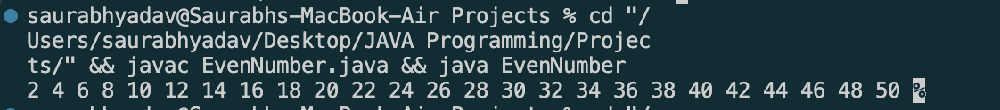 saurabhyadav@Saurabhs-MacBook-Air Projects % cd "/
Users/saurabhyadav/Desktop/JAVA Programming/Projec
ts/" && javac EvenNumber.java && java EvenNumber
2 4 6 8 10 12 14 16 18 20 22 24 26 28 30 32 34 36 38 40 42 44 46 48 50 %